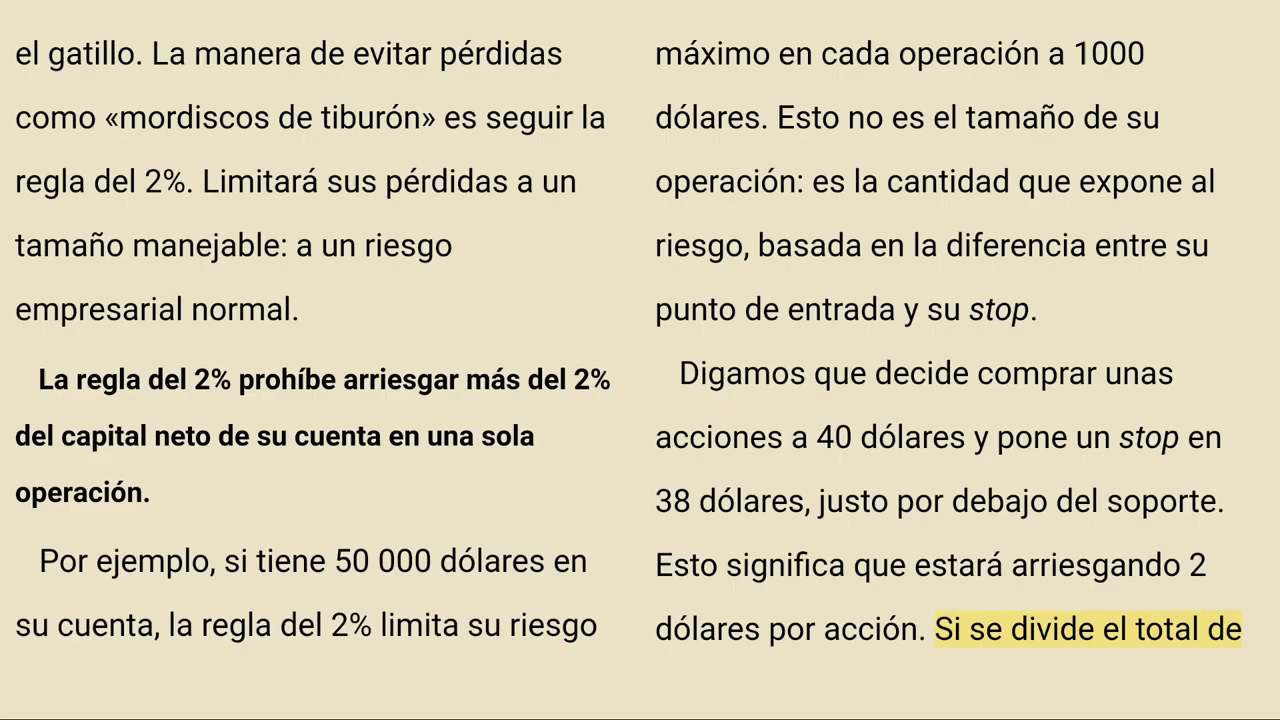 el gatillo. La manera de evitar pérdidas
como «mordiscos de tiburón» es seguir la
regla del 2%. Limitará sus pérdidas a un
tamaño manejable: a un riesgo
empresarial normal.
La regla del 2% prohíbe arriesgar más del 2%
del capital neto de su cuenta en una sola
operación.
Por ejemplo, si tiene 50 000 dólares en
su cuenta, la regla del 2% limita su riesgo
máximo en cada operación a 1000
dólares. Esto no es el tamaño de su
operación: es la cantidad que expone al
riesgo, basada en la diferencia entre su
punto de entrada y su stop.
Digamos que decide comprar unas
acciones a 40 dólares y pone un stop en
38 dólares, justo por debajo del soporte.
Esto significa que estará arriesgando 2
dólares por acción. Si se divide el total de